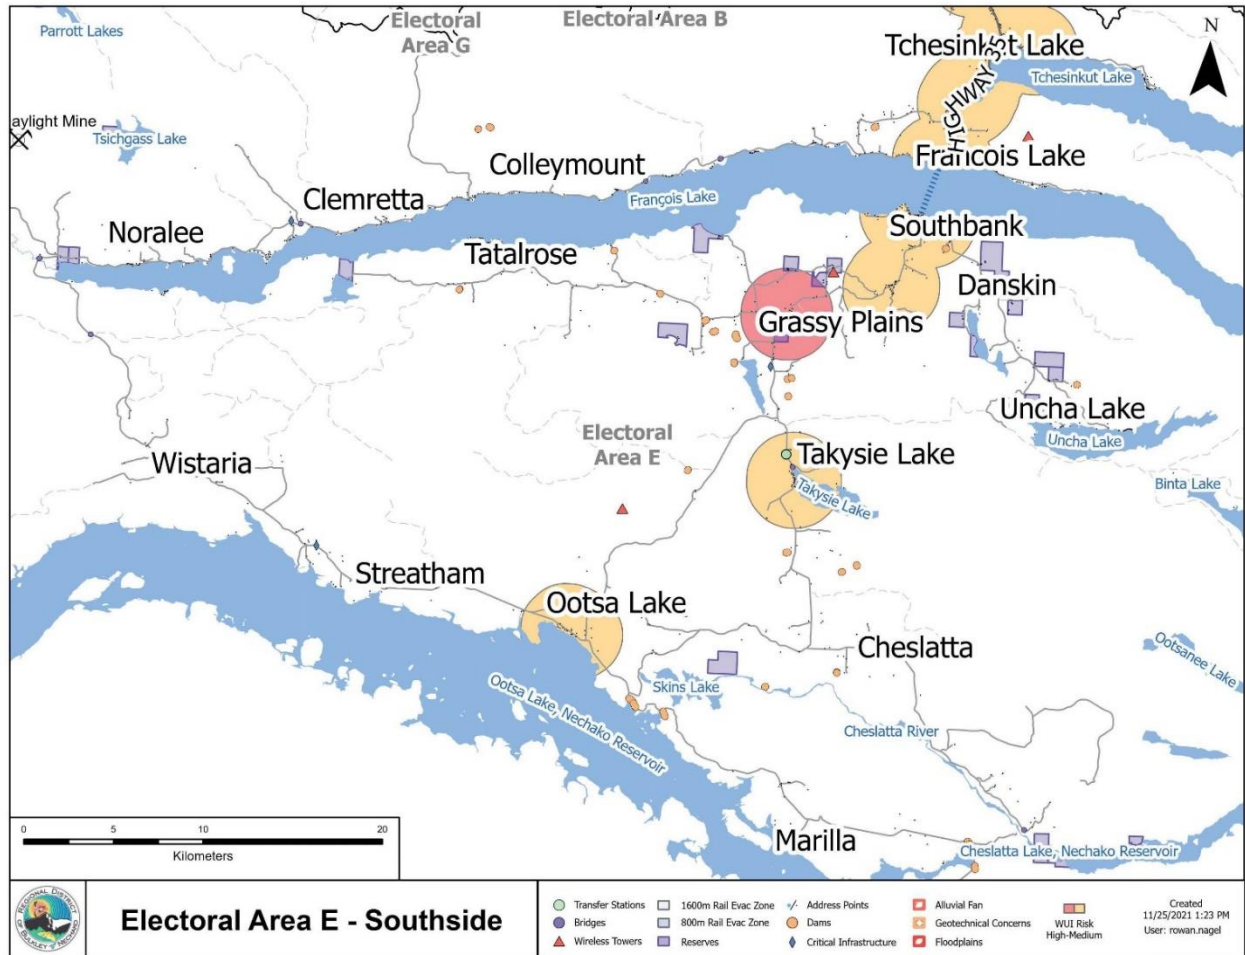 Parrott Lakes
Electoral
Area G
Electoral Area B
Tchesinkut Lake
HIGHWAY 35
Tchesinkut Lake
N
aylight Mine
Tsichgass Lake
Colleymount
Francois Lake
Clemretta
François Lake
Noralee
Southbank
Tatalrose
Danskin
Grassy Plains
Uncha Lake
Uncha Lake
Electoral
Area E
Takysie Lake
Wistaria
Takysie Lake
Binta Lake
Streatham
Ootsa Lake
Cheslatta
Ootsanee Lake
Skins Lake
Ootsa Lake, Nechako Reservoir
Cheslatta River
Marilla
Cheslatta Lake, Nechako Reservoir
0 5 10 20
Kilometers
REGIONAL DISTRICT
OF BULKLEY NECHAKO
Electoral Area E - Southside
Transfer Stations
Bridges
Wireless Towers
1600m Rail Evac Zone
800m Rail Evac Zone
Reserves
Address Points
Dams
Critical Infrastructure
Alluvial Fan
Geotechnical Concerns
Floodplains
WUI Risk
High-Medium
Created
11/25/2021 1:23 PM
User: rowan.nagel